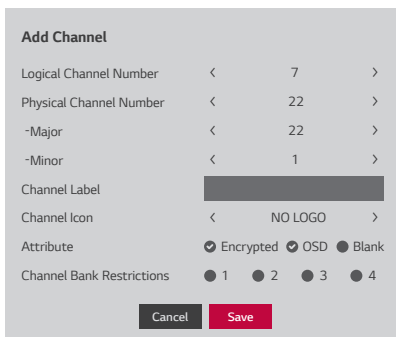 Add Channel
Logical Channel Number < 7 >
Physical Channel Number < 22 >
-Major < 22 >
-Minor < 1 >
Channel Label
Channel Icon < NO LOGO >
Attribute Encrypted OSD Blank
Channel Bank Restrictions 1 2 3 4
Cancel Save